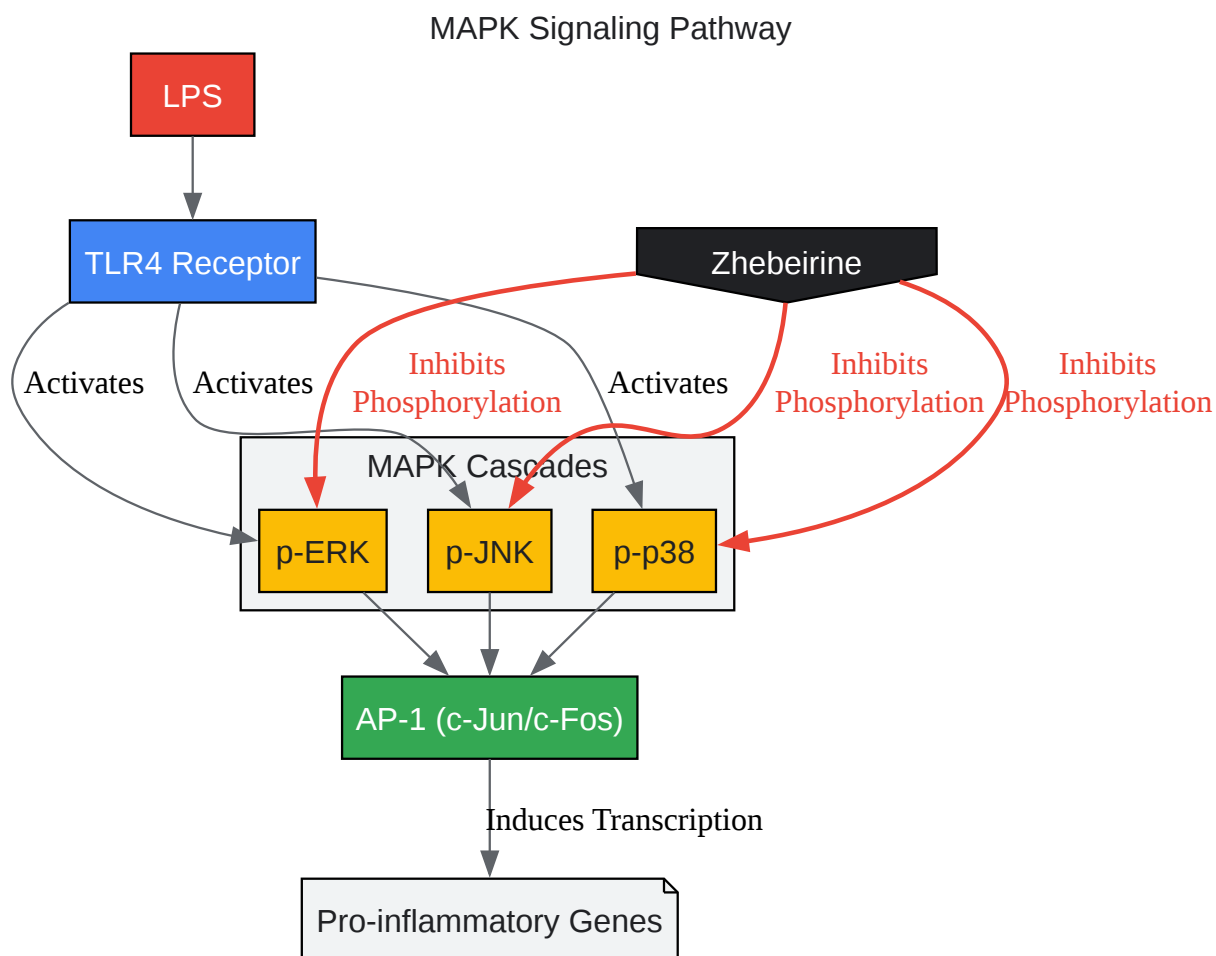 MAPK Signaling Pathway
LPS
TLR4 Receptor
Zhebeirine
Activates
Activates
Inhibits
Phosphorylation
Activates
Inhibits
Phosphorylation
Inhibits
Phosphorylation
MAPK Cascades
p-ERK
p-JNK
p-p38
AP-1 (c-Jun/c-Fos)
Induces Transcription
Pro-inflammatory Genes